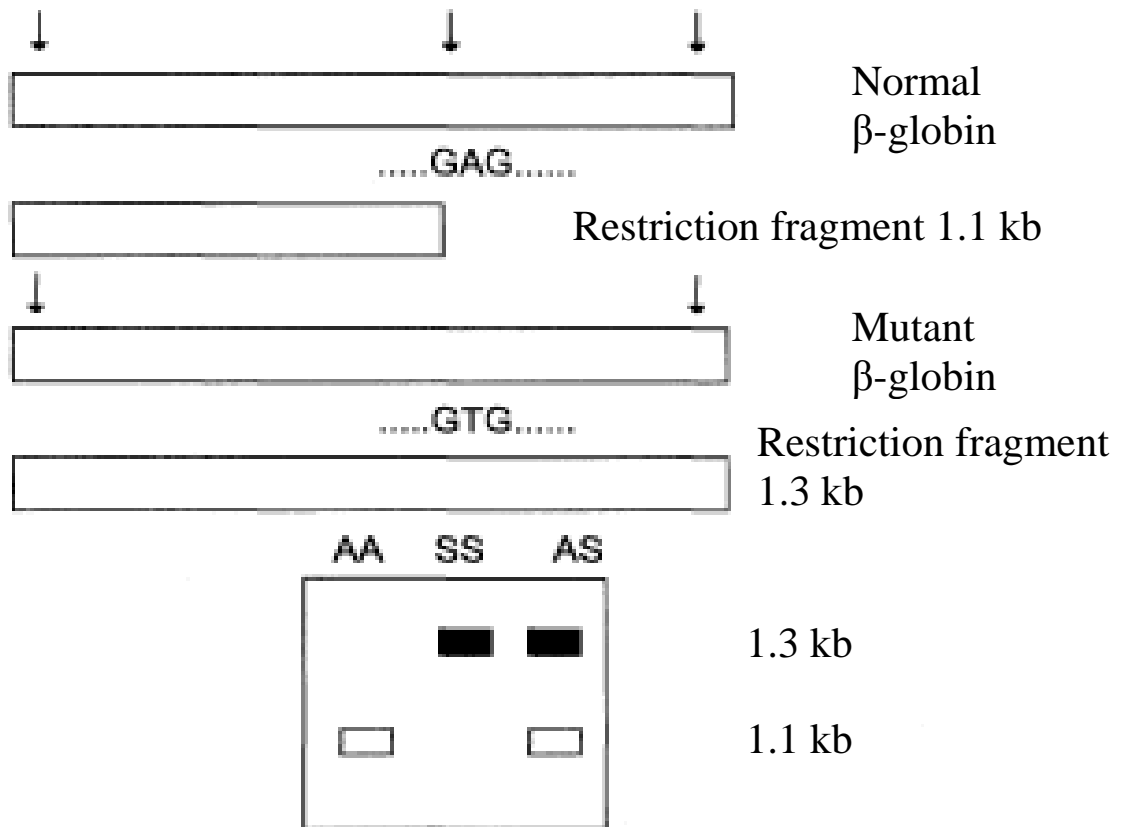 Normal
β-globin
.....GAG......
Restriction fragment 1.1 kb
Mutant
β-globin
.....GTG......
Restriction fragment
1.3 kb
AA SS AS
1.3 kb
1.1 kb